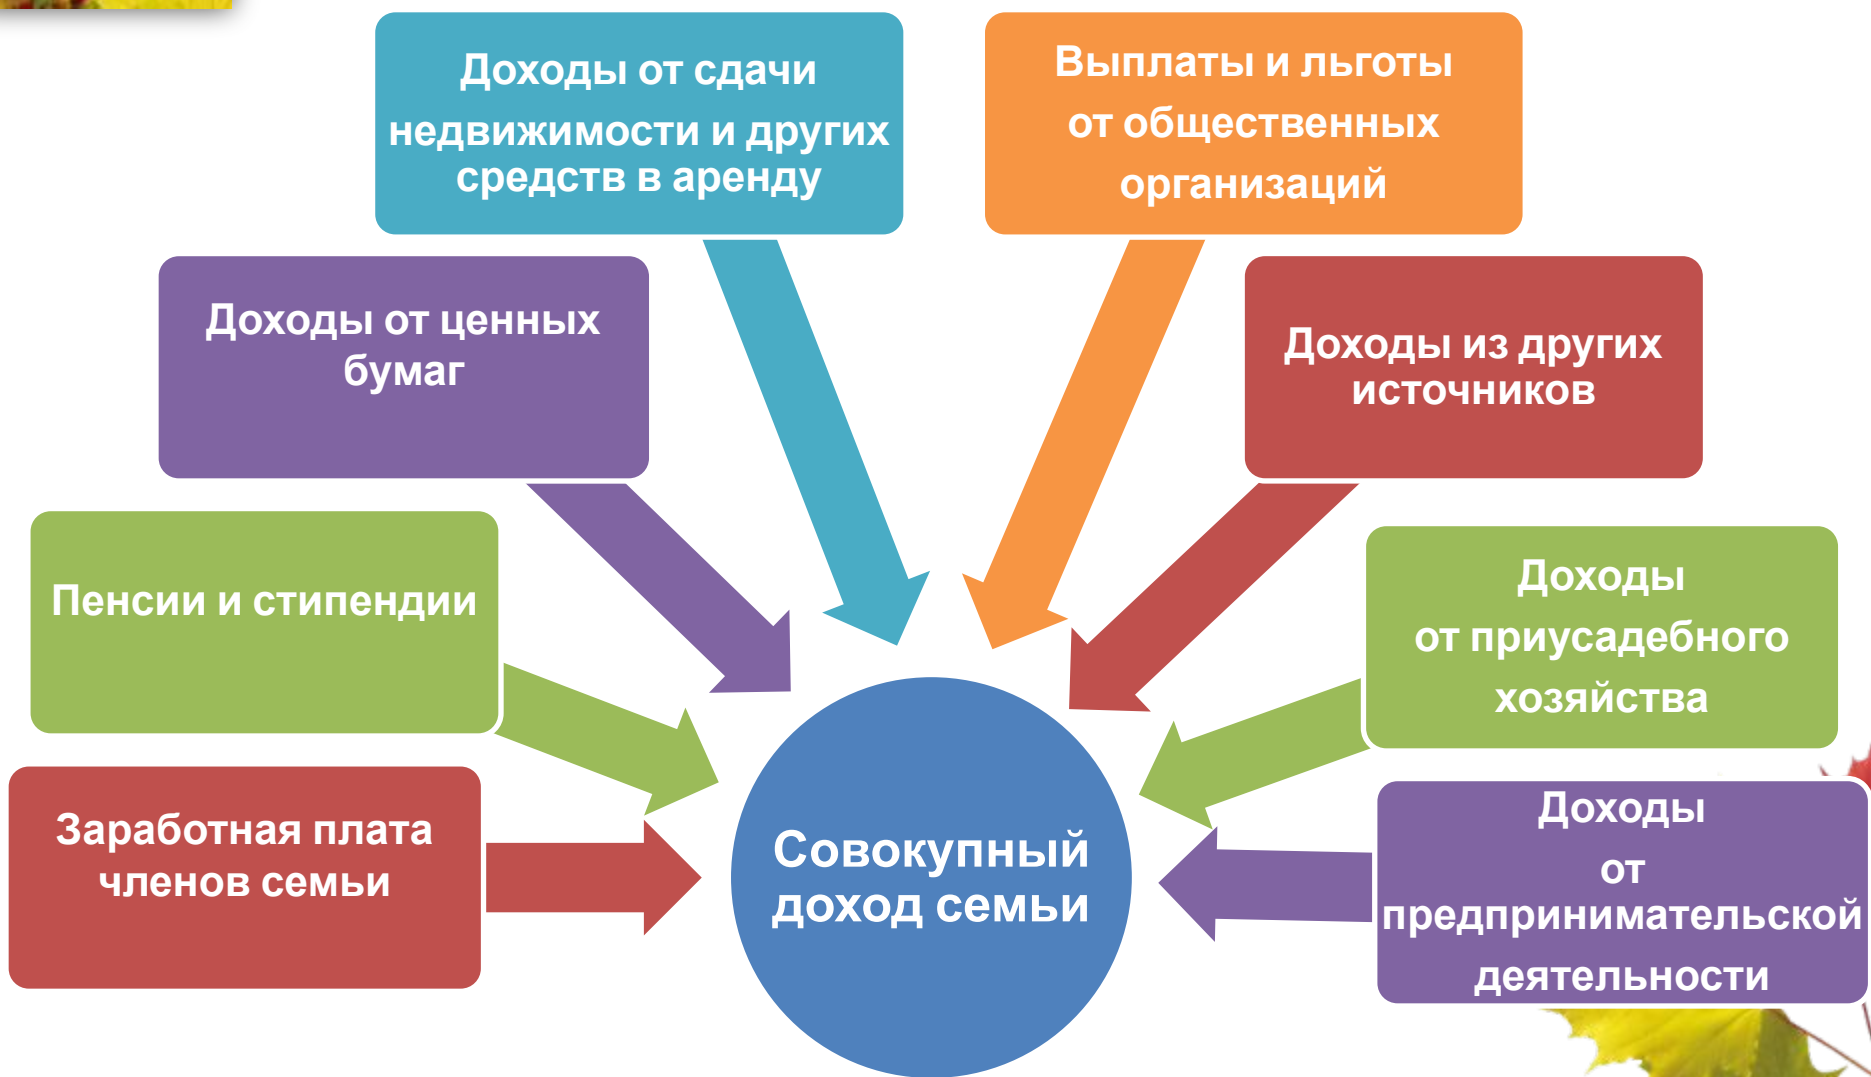 Доходы от сдачи
недвижимости и других
средств в аренду
Выплаты и льготы
от общественных
организаций
Доходы от ценных
бумаг
Доходы из других
источников
Пенсии и стипендии
Доходы
от приусадебного
хозяйства
Заработная плата
членов семьи
Совокупный
доход семьи
Доходы
от
предпринимательской
деятельности